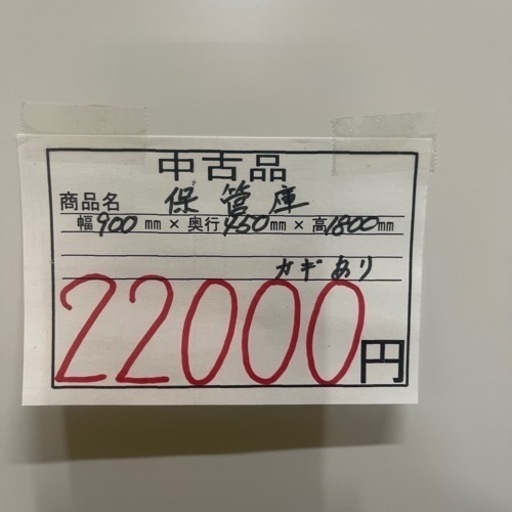 中古品
商品名 保管庫
幅900mm×奥行450mm×高1800mm
カギあり
22000円